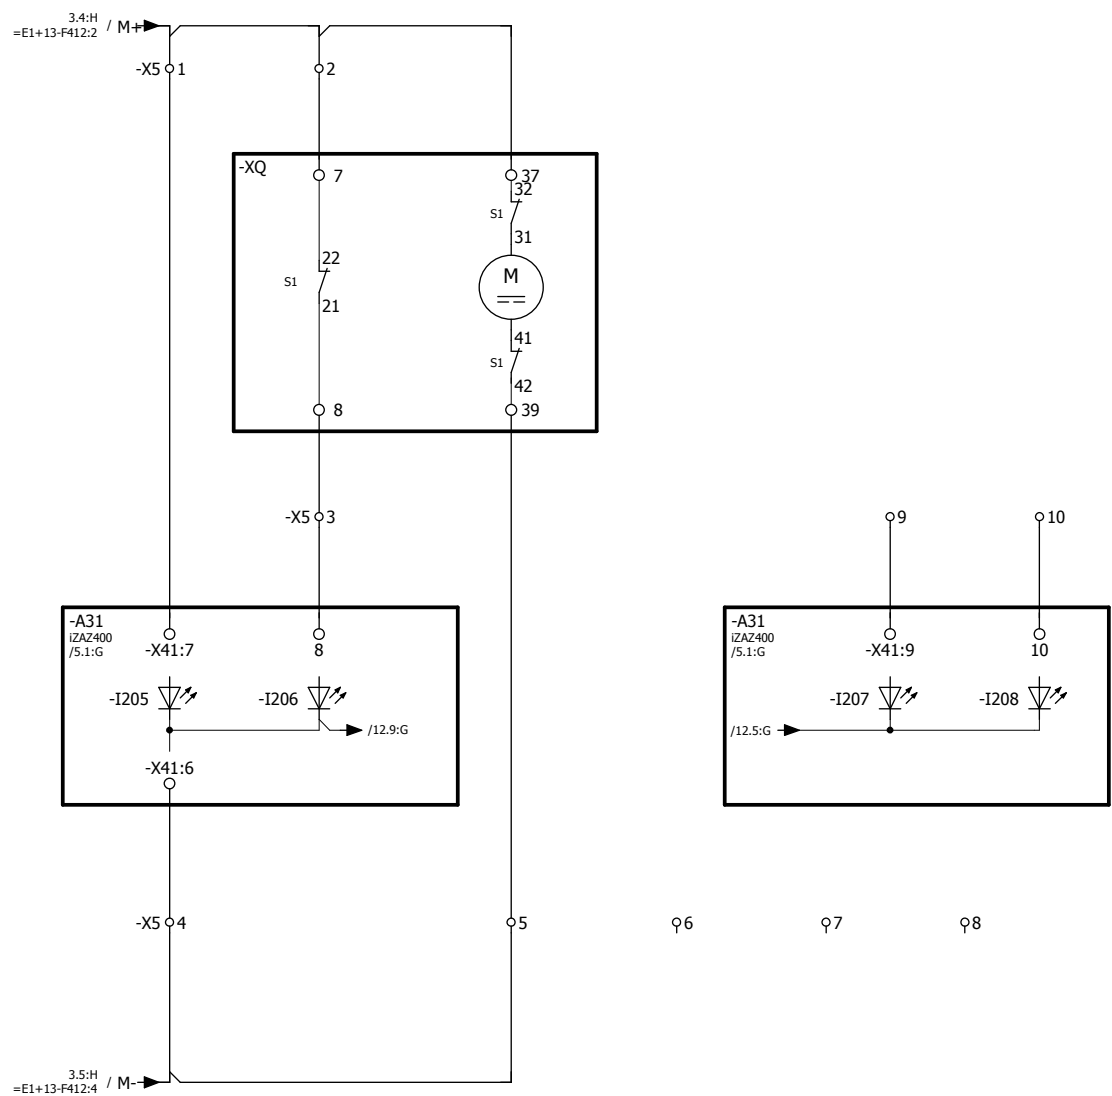 3.4:H
=E1+13-F412:2 / M+
-X5 1
2
-XQ
7
37
32
S1
31
22
S1
21
M
41
S1
42
8
39
-X5 3
9
10
-A31
iZAZ400
/5.1:G
-X41:7
8
-I205
-I206
/12.9:G
-X41:6
-A31
iZAZ400
/5.1:G
-X41:9
10
-I207
-I208
/12.5:G
-X5 4
5
6
7
8
3.5:H
=E1+13-F412:4 / M-